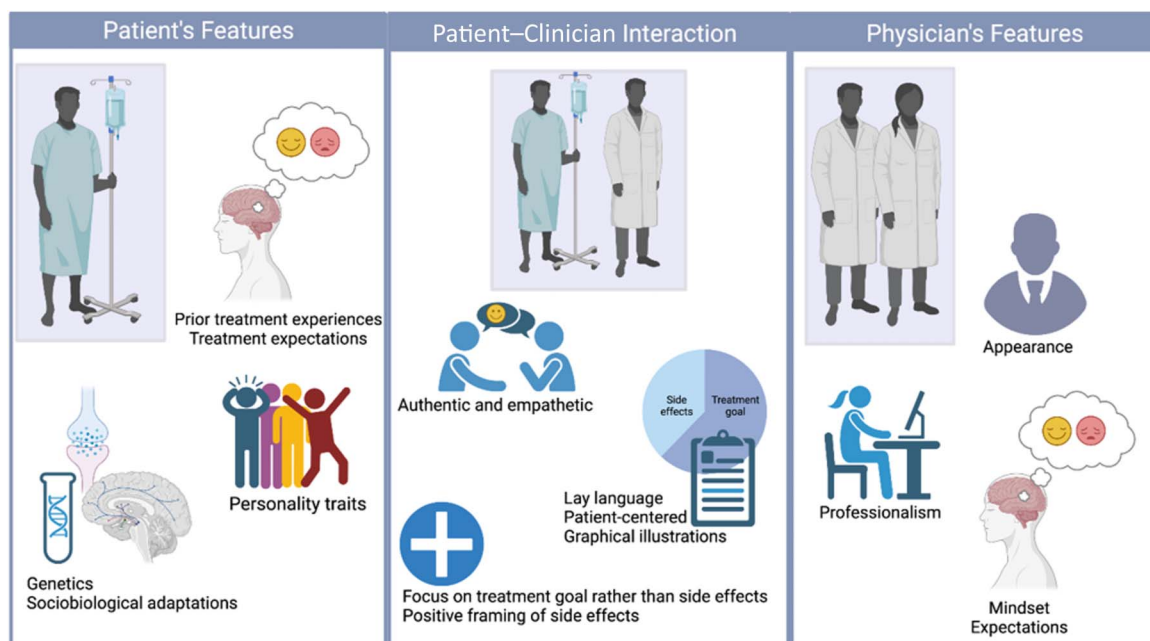 Patient's Features
Prior treatment experiences
Treatment expectations
Personality traits
Genetics
Sociobiological adaptations
Patient–Clinician Interaction
Authentic and empathetic
Side
effects
Treatment
goal
Lay language
Patient-centered
Graphical illustrations
Focus on treatment goal rather than side effects
Positive framing of side effects
Physician's Features
Appearance
Professionalism
Mindset
Expectations